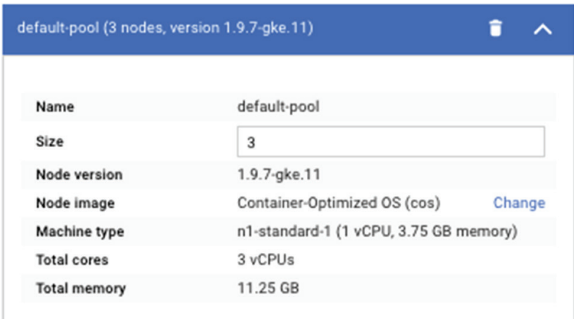 default-pool (3 nodes, version 1.9.7-gke.11)
Name default-pool
Size 3
Node version 1.9.7-gke.11
Node image Container-Optimized OS (cos) Change
Machine type n1-standard-1 (1 vCPU, 3.75 GB memory)
Total cores 3 vCPUs
Total memory 11.25 GB